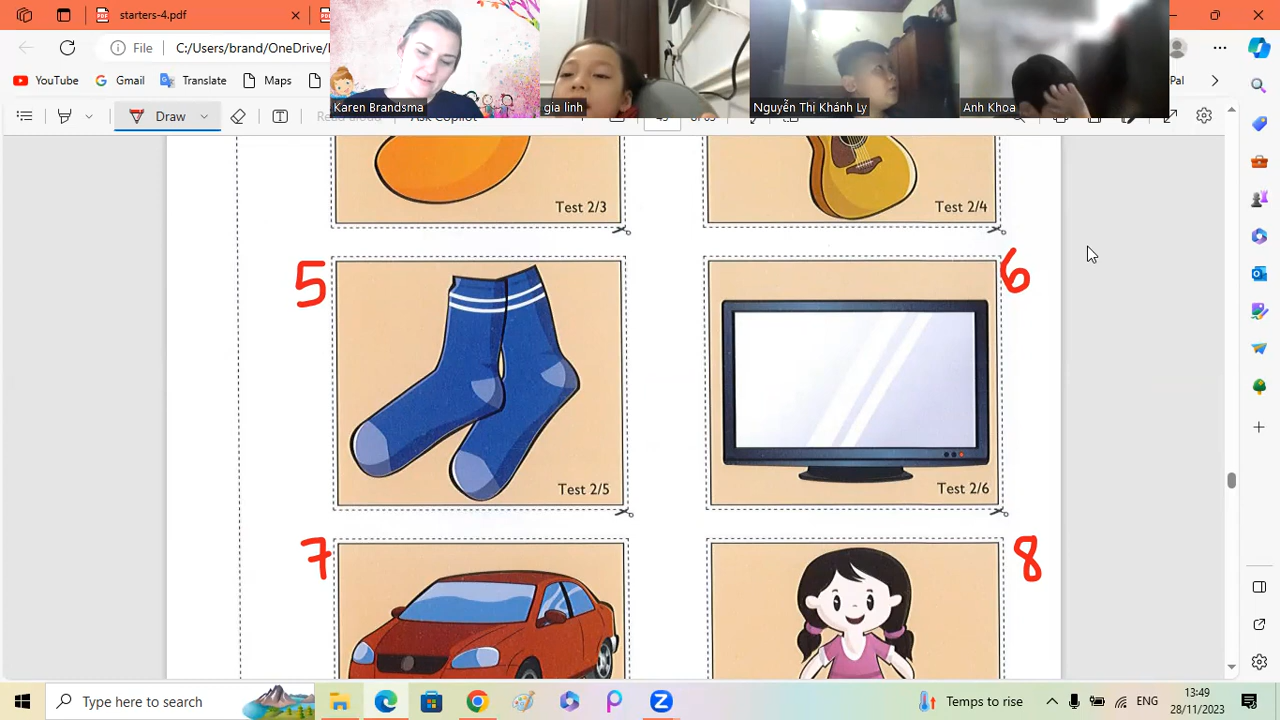 starters-4.pdf
File
C:/Users/brand/OneDrive/
YouTube
Gmail
Translate
Maps
Pal
Draw
Ask Copilot
Karen Brandsma
gia linh
Nguyễn Thị Khánh Ly
Anh Khoa
Test 2/3
Test 2/4
5
6
Test 2/5
Test 2/6
7
8
Type here to search
Temps to rise
ENG
13:49
28/11/2023